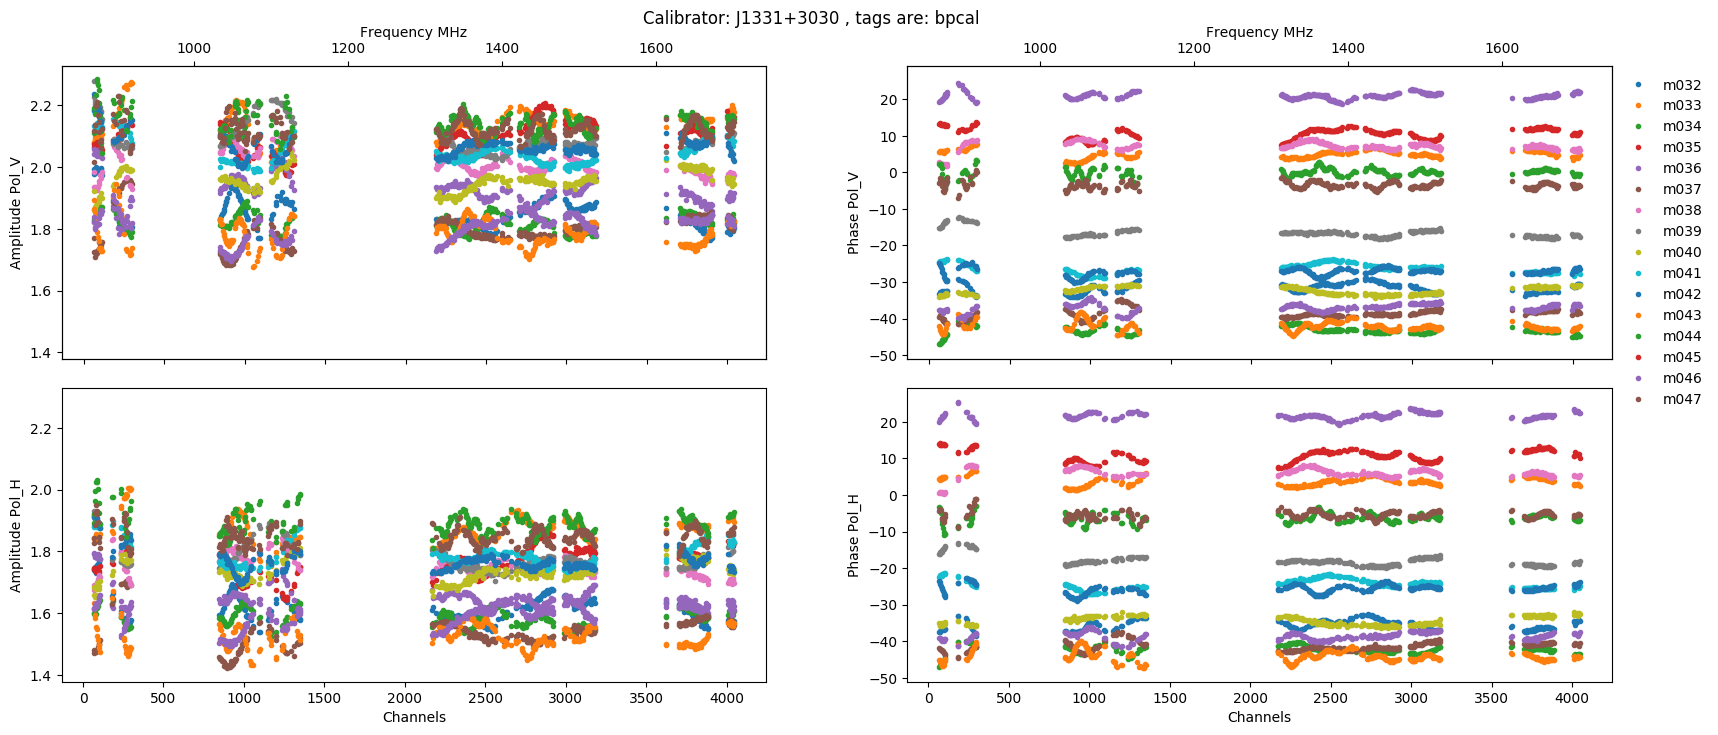 Calibrator: J1331+3030 , tags are: bpcal
Frequency MHz
1000 1200 1400 1600
Amplitude Pol_V
2.2
2.0
1.8
1.6
1.4
Frequency MHz
1000 1200 1400 1600
Phase Pol_V
20
10
0
−10
−20
−30
−40
−50
m032
m033
m034
m035
m036
m037
m038
m039
m040
m041
m042
m043
m044
m045
m046
m047
Amplitude Pol_H
2.2
2.0
1.8
1.6
1.4
0 500 1000 1500 2000 2500 3000 3500 4000
Channels
Phase Pol_H
20
10
0
−10
−20
−30
−40
−50
0 500 1000 1500 2000 2500 3000 3500 4000
Channels